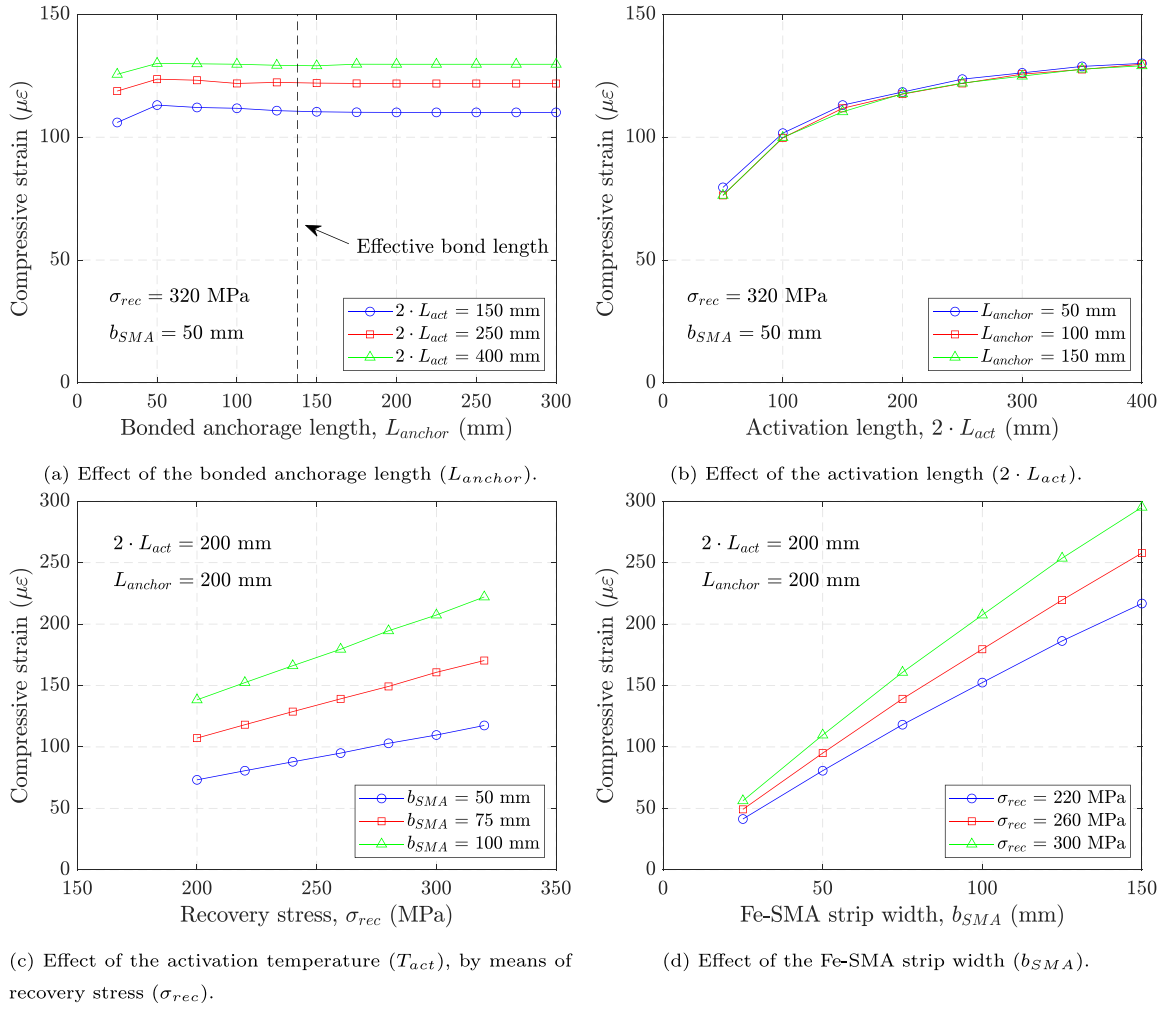 150
100
50
0
Compressive strain (με)
Effective bond length
σrec = 320 MPa
bSMA = 50 mm
2 · Lact = 150 mm
2 · Lact = 250 mm
2 · Lact = 400 mm
0 50 100 150 200 250 300
Bonded anchorage length, Lanchor (mm)
(a) Effect of the bonded anchorage length (Lanchor).
150
100
50
0
Compressive strain (με)
σrec = 320 MPa
bSMA = 50 mm
Lanchor = 50 mm
Lanchor = 100 mm
Lanchor = 150 mm
0 100 200 300 400
Activation length, 2 · Lact (mm)
(b) Effect of the activation length (2 · Lact).
300
250
200
150
100
50
0
Compressive strain (με)
2 · Lact = 200 mm
Lanchor = 200 mm
bSMA = 50 mm
bSMA = 75 mm
bSMA = 100 mm
150 200 250 300 350
Recovery stress, σrec (MPa)
(c) Effect of the activation temperature (Tact), by means of
recovery stress (σrec).
300
250
200
150
100
50
0
Compressive strain (με)
2 · Lact = 200 mm
Lanchor = 200 mm
σrec = 220 MPa
σrec = 260 MPa
σrec = 300 MPa
0 50 100 150
Fe-SMA strip width, bSMA (mm)
(d) Effect of the Fe-SMA strip width (bSMA).